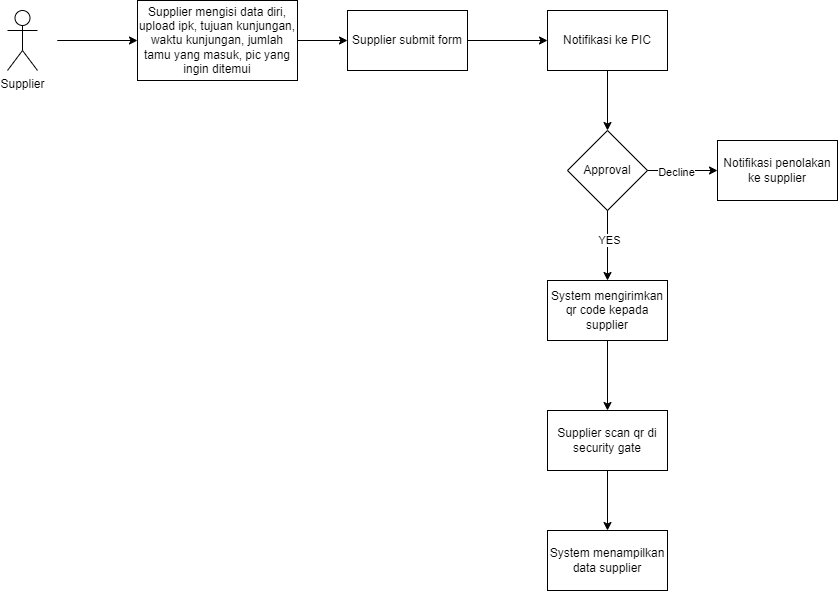 Supplier
Supplier mengisi data diri,
upload ipk, tujuan kunjungan,
waktu kunjungan, jumlah
tamu yang masuk, pic yang
ingin ditemui
Supplier submit form
Notifikasi ke PIC
Approval
Decline
Notifikasi penolakan
ke supplier
YES
System mengirimkan
qr code kepada
supplier
Supplier scan qr di
security gate
System menampilkan
data supplier